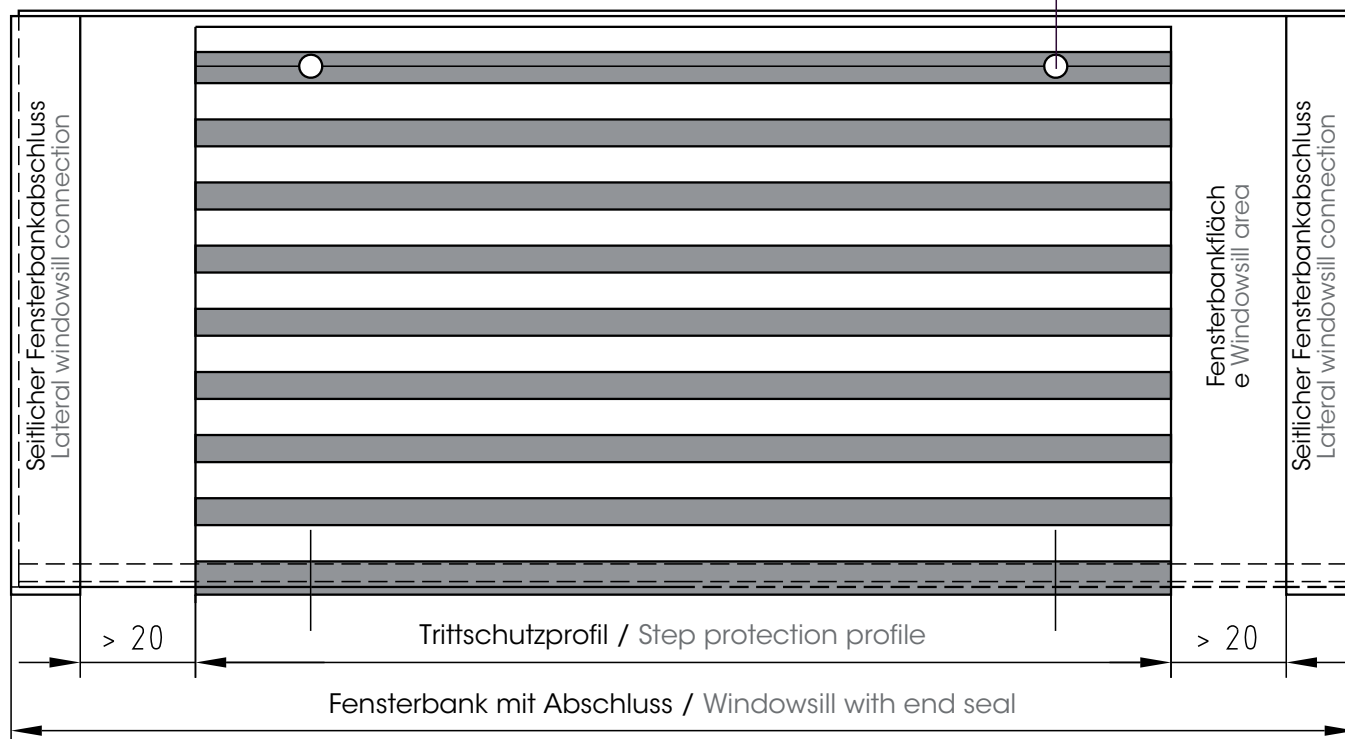 Seitlicher Fensterbankabschluss
Lateral windowsill connection
Fensterbankfläch
e Windowsill area
Seitlicher Fensterbankabschluss
Lateral windowsill connection
> 20
Trittschutzprofil / Step protection profile
> 20
Fensterbank mit Abschluss / Windowsill with end seal